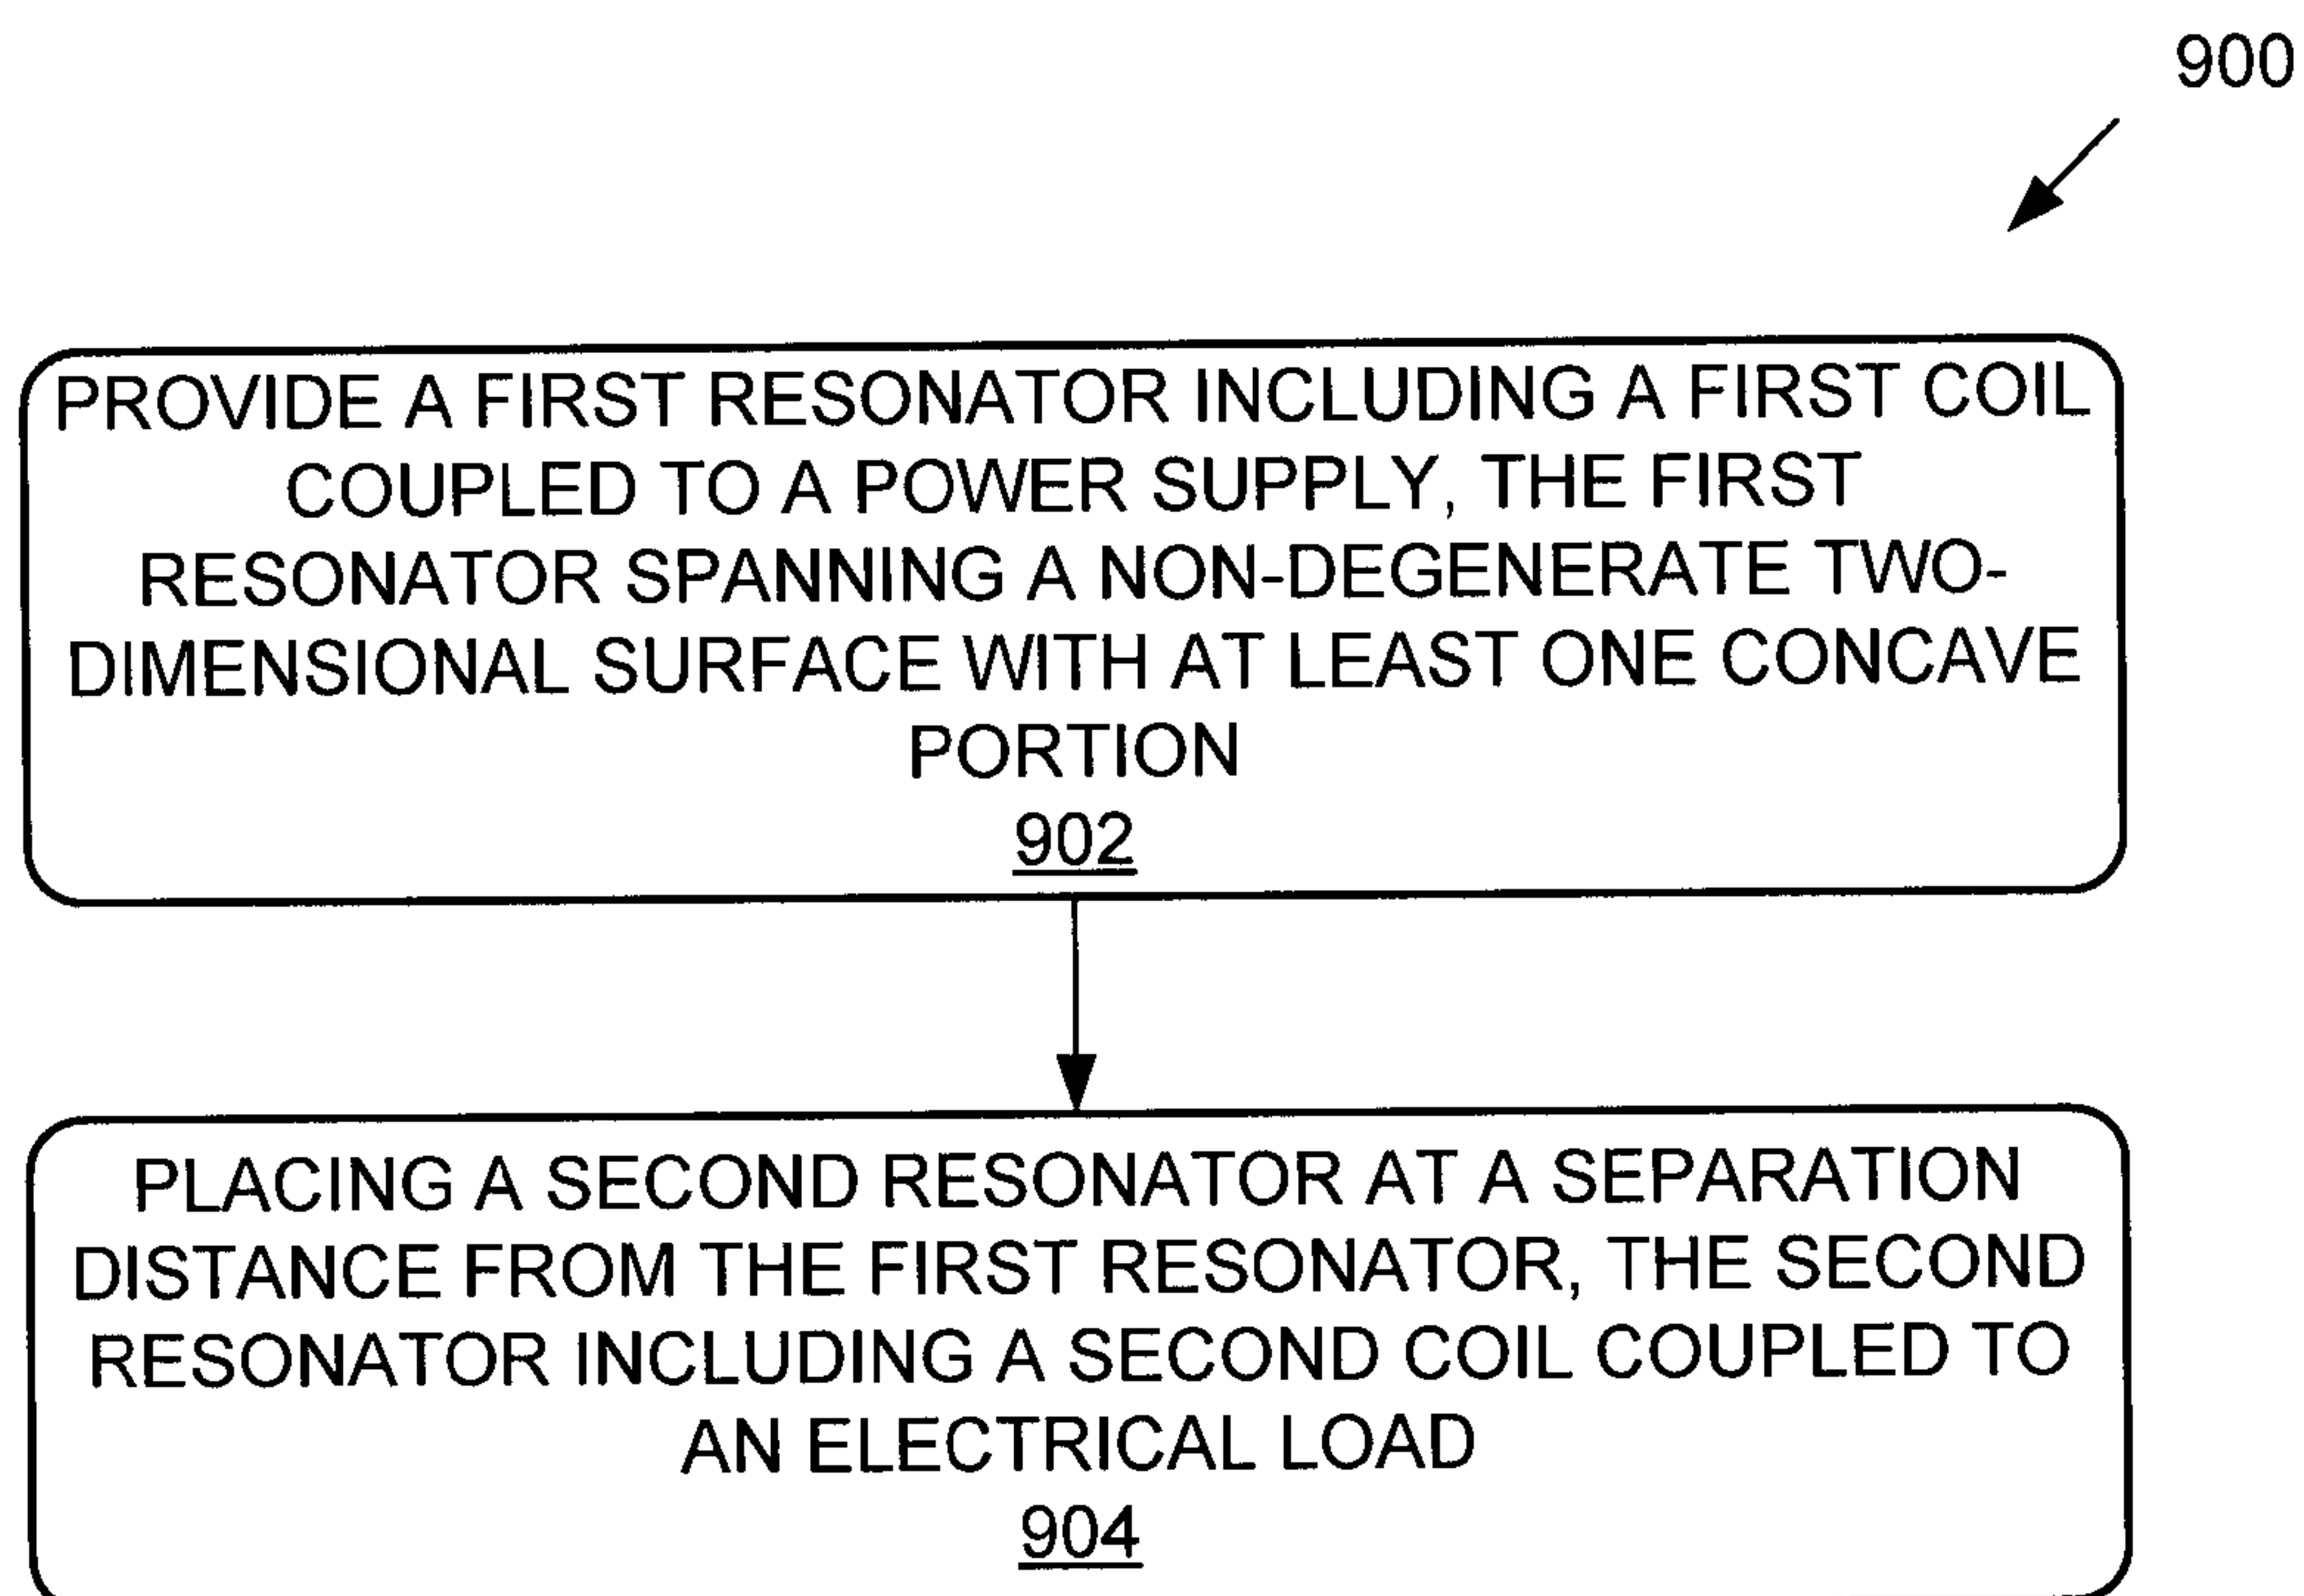 900
PROVIDE A FIRST RESONATOR INCLUDING A FIRST COIL
COUPLED TO A POWER SUPPLY, THE FIRST
RESONATOR SPANNING A NON-DEGENERATE TWO-
DIMENSIONAL SURFACE WITH AT LEAST ONE CONCAVE
PORTION
902
PLACING A SECOND RESONATOR AT A SEPARATION
DISTANCE FROM THE FIRST RESONATOR, THE SECOND
RESONATOR INCLUDING A SECOND COIL COUPLED TO
AN ELECTRICAL LOAD
904